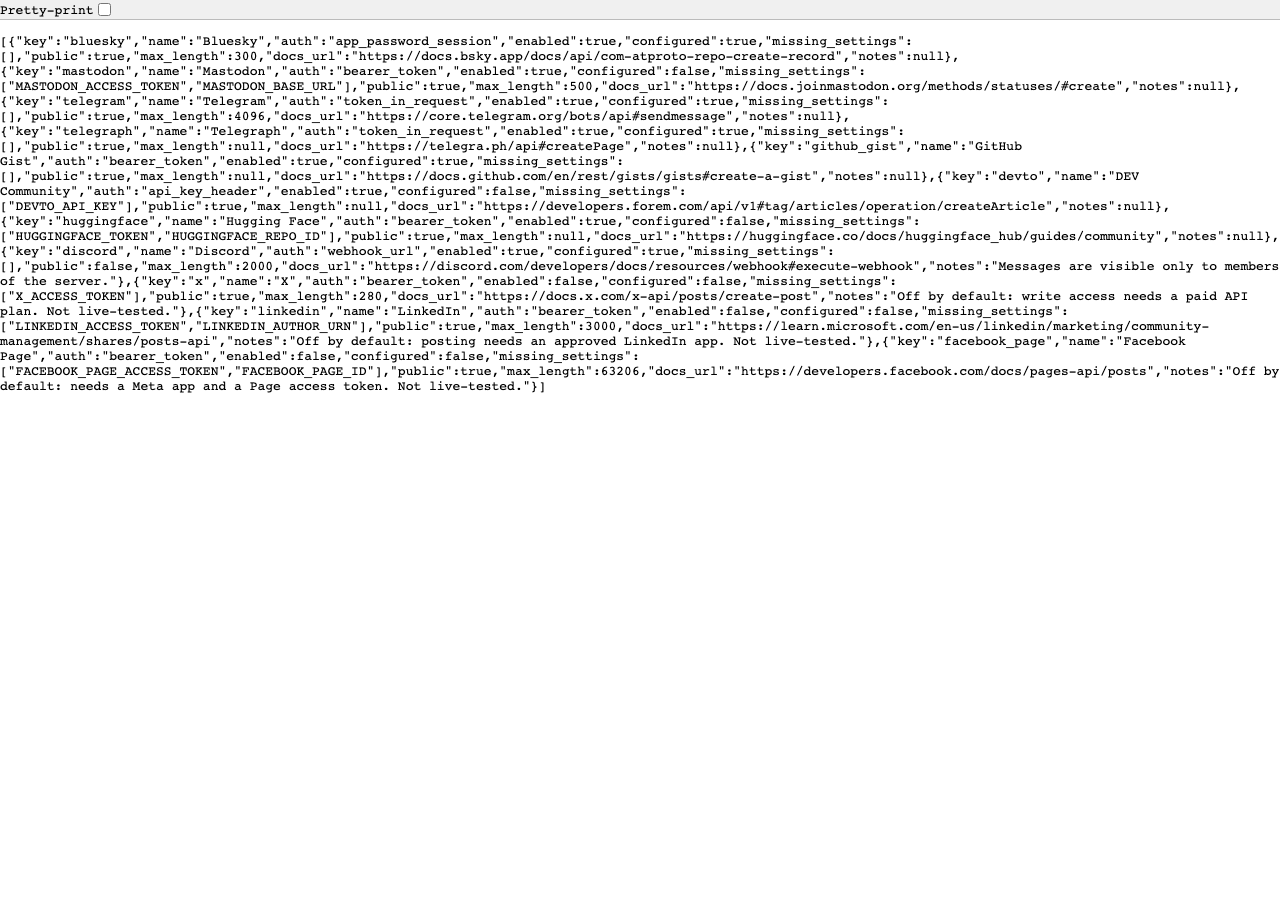 Pretty-print
[{"key":"bluesky","name":"Bluesky","auth":"app_password_session","enabled":true,"configured":true,"missing_settings":
[],"public":true,"max_length":300,"docs_url":"https://docs.bsky.app/docs/api/com-atproto-repo-create-record","notes":null},
{"key":"mastodon","name":"Mastodon","auth":"bearer_token","enabled":true,"configured":false,"missing_settings":
["MASTODON_ACCESS_TOKEN","MASTODON_BASE_URL"],"public":true,"max_length":500,"docs_url":"https://docs.joinmastodon.org/methods/statuses/#create","notes":null},
{"key":"telegram","name":"Telegram","auth":"token_in_request","enabled":true,"configured":true,"missing_settings":
[],"public":true,"max_length":4096,"docs_url":"https://core.telegram.org/bots/api#sendmessage","notes":null},
{"key":"telegraph","name":"Telegraph","auth":"token_in_request","enabled":true,"configured":true,"missing_settings":
[],"public":true,"max_length":null,"docs_url":"https://telegra.ph/api#createPage","notes":null},{"key":"github_gist","name":"GitHub
Gist","auth":"bearer_token","enabled":true,"configured":true,"missing_settings":
[],"public":true,"max_length":null,"docs_url":"https://docs.github.com/en/rest/gists/gists#create-a-gist","notes":null},{"key":"devto","name":"DEV
Community","auth":"api_key_header","enabled":true,"configured":false,"missing_settings":
["DEVTO_API_KEY"],"public":true,"max_length":null,"docs_url":"https://developers.forem.com/api/v1#tag/articles/operation/createArticle","notes":null},
{"key":"huggingface","name":"Hugging Face","auth":"bearer_token","enabled":true,"configured":false,"missing_settings":
["HUGGINGFACE_TOKEN","HUGGINGFACE_REPO_ID"],"public":true,"max_length":null,"docs_url":"https://huggingface.co/docs/huggingface_hub/guides/community","notes":null},
{"key":"discord","name":"Discord","auth":"webhook_url","enabled":true,"configured":true,"missing_settings":
[],"public":false,"max_length":2000,"docs_url":"https://discord.com/developers/docs/resources/webhook#execute-webhook","notes":"Messages are visible only to members
of the server."},{"key":"x","name":"X","auth":"bearer_token","enabled":false,"configured":false,"missing_settings":
["X_ACCESS_TOKEN"],"public":true,"max_length":280,"docs_url":"https://docs.x.com/x-api/posts/create-post","notes":"Off by default: write access needs a paid API
plan. Not live-tested."},{"key":"linkedin","name":"LinkedIn","auth":"bearer_token","enabled":false,"configured":false,"missing_settings":
["LINKEDIN_ACCESS_TOKEN","LINKEDIN_AUTHOR_URN"],"public":true,"max_length":3000,"docs_url":"https://learn.microsoft.com/en-us/linkedin/marketing/community-
management/shares/posts-api","notes":"Off by default: posting needs an approved LinkedIn app. Not live-tested."},{"key":"facebook_page","name":"Facebook
Page","auth":"bearer_token","enabled":false,"configured":false,"missing_settings":
["FACEBOOK_PAGE_ACCESS_TOKEN","FACEBOOK_PAGE_ID"],"public":true,"max_length":63206,"docs_url":"https://developers.facebook.com/docs/pages-api/posts","notes":"Off by
default: needs a Meta app and a Page access token. Not live-tested."}]